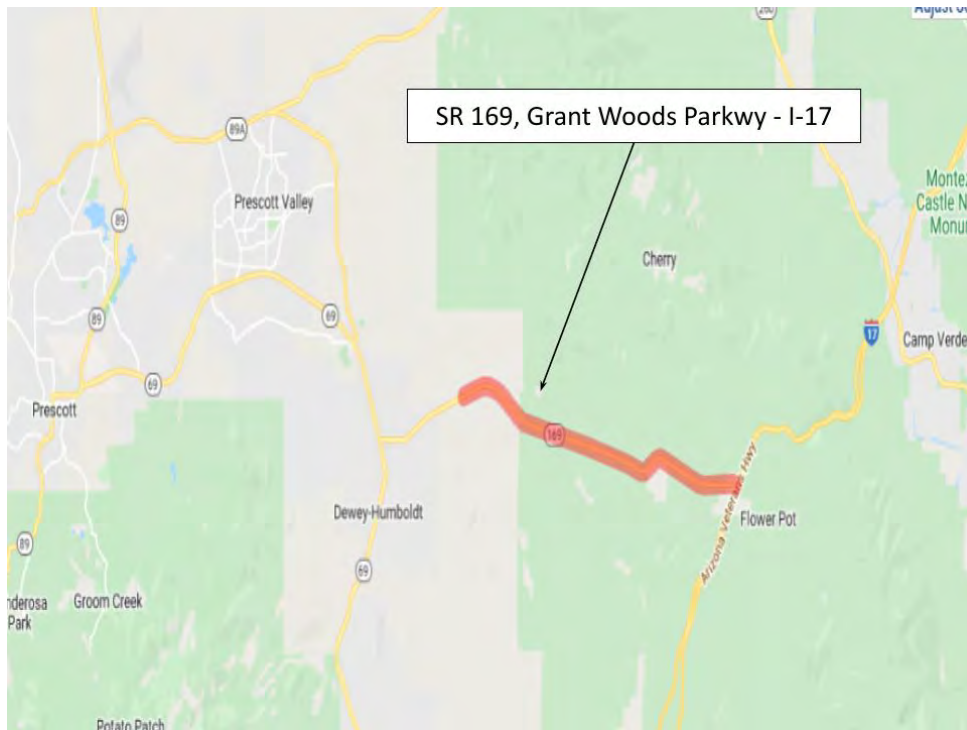 260
SR 169, Grant Woods Parkwy - I-17
89A
Prescott Valley
89
Cherry
69
89
17
Camp Verde
69
Prescott
169
Arizona Veterans Hwy
Dewey-Humboldt
Flower Pot
89
69
Groom Creek
Park
Potato Patch